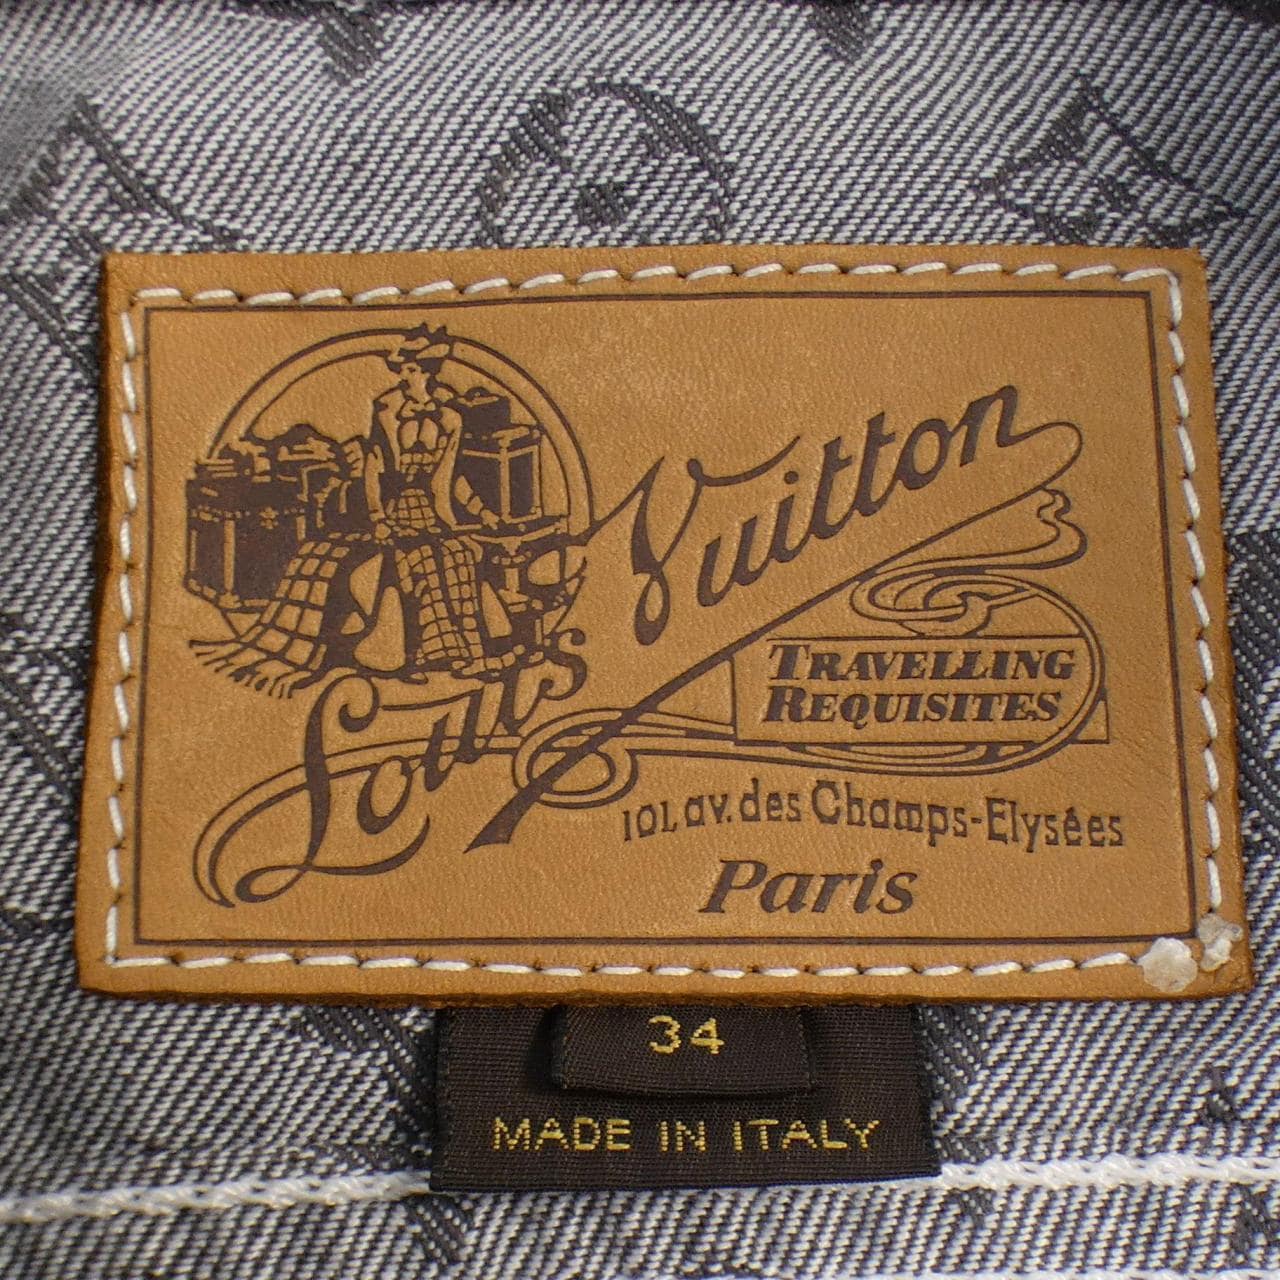 Louis Vuitton
TRAVELLING
REQUISITES
101, av. des Champs-Elysées
Paris
34
MADE IN ITALY